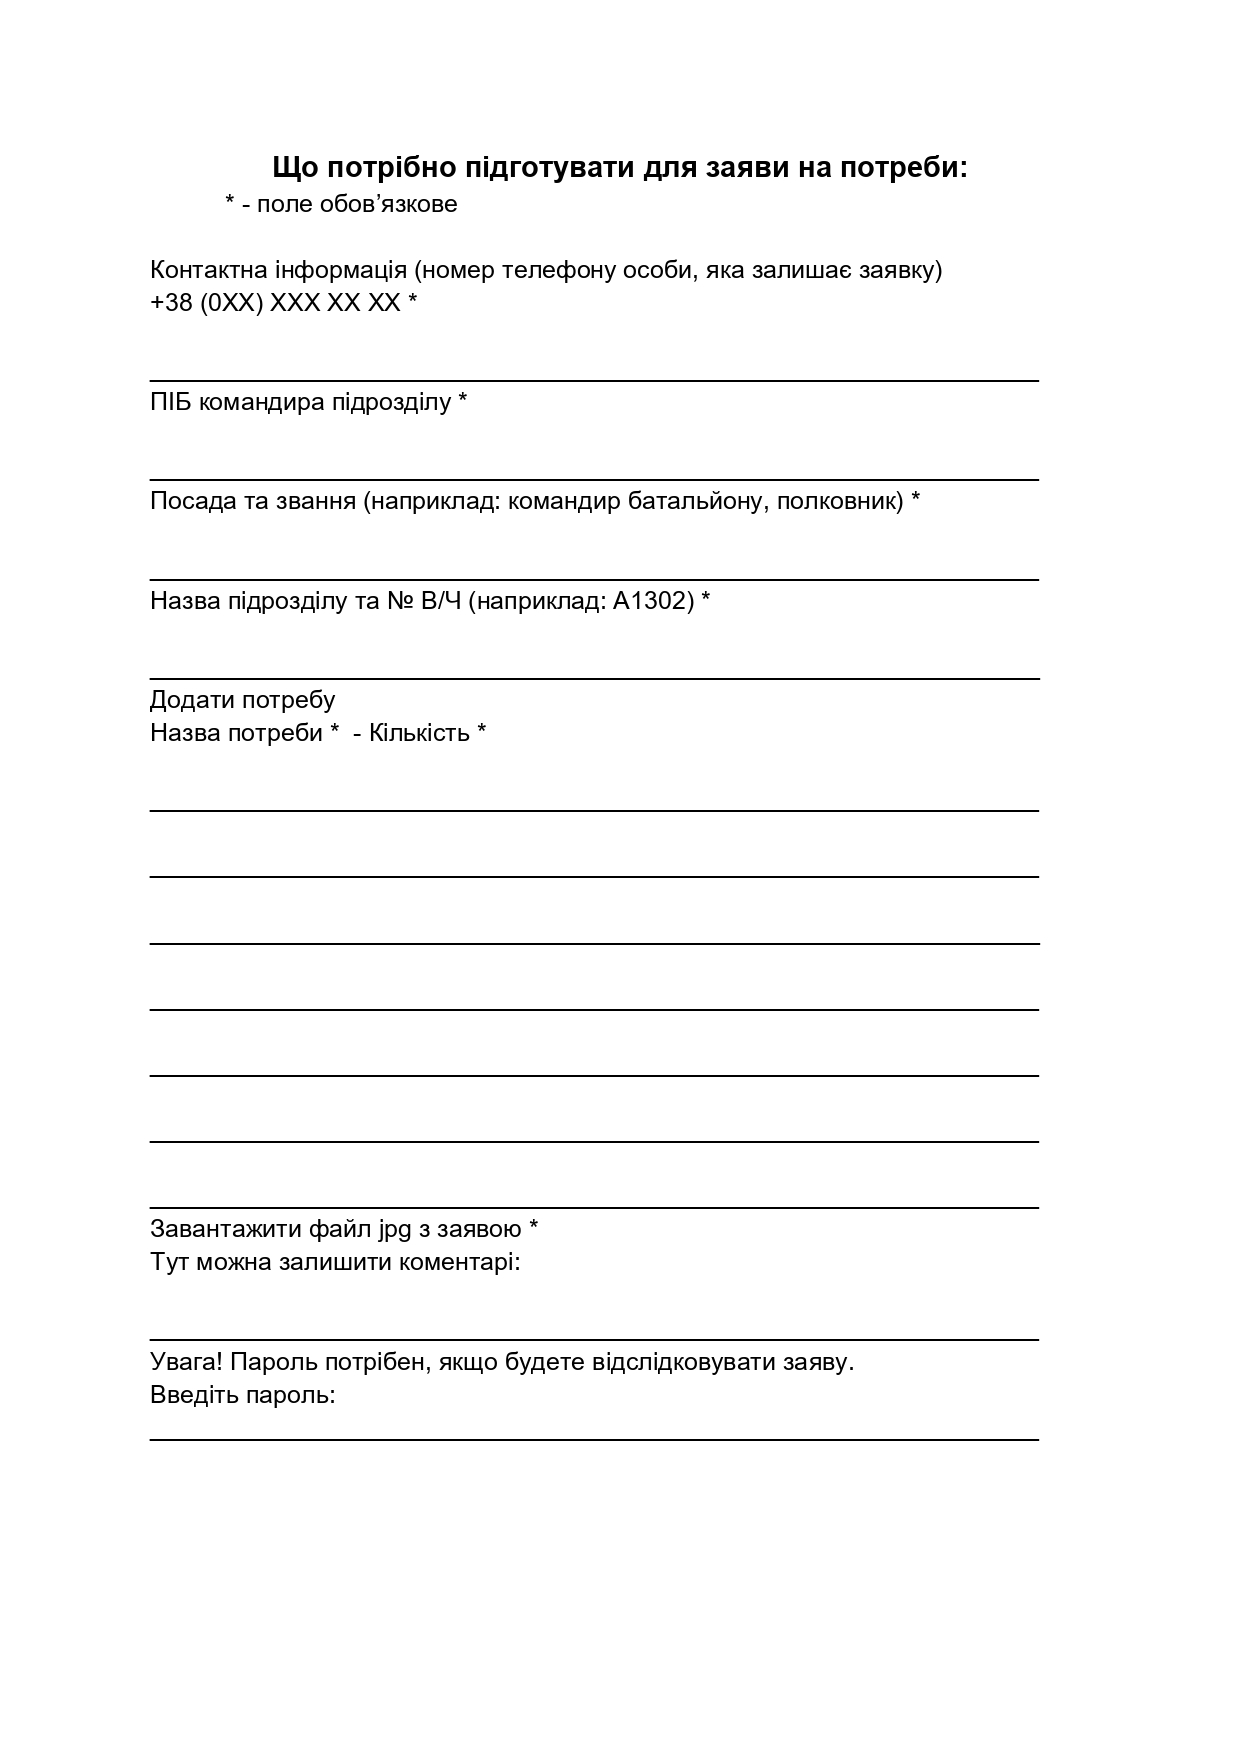 Що потрібно підготувати для заяви на потреби:
* - поле обов’язкове
Контактна інформація (номер телефону особи, яка залишає заявку)
+38 (0XX) XXX XX XX *
ПІБ командира підрозділу *
Посада та звання (наприклад: командир батальйону, полковник) *
Назва підрозділу та № В/Ч (наприклад: А1302) *
Додати потребу
Назва потреби *  - Кількість *
Завантажити файл jpg з заявою *
Тут можна залишити коментарі:
Увага! Пароль потрібен, якщо будете відслідковувати заяву.
Введіть пароль: